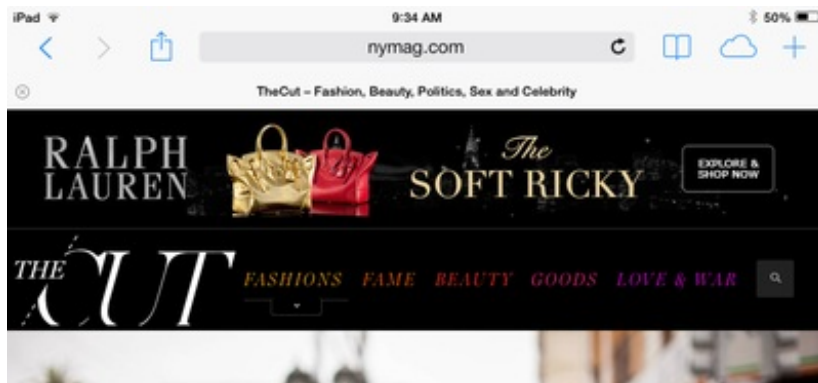 iPad 9:34 AM 50%
nymag.com
TheCut – Fashion, Beauty, Politics, Sex and Celebrity
RALPH
LAUREN
The
SOFT RICKY
EXPLORE &
SHOP NOW
THE CUT
FASHIONS FAME BEAUTY GOODS LOVE & WAR